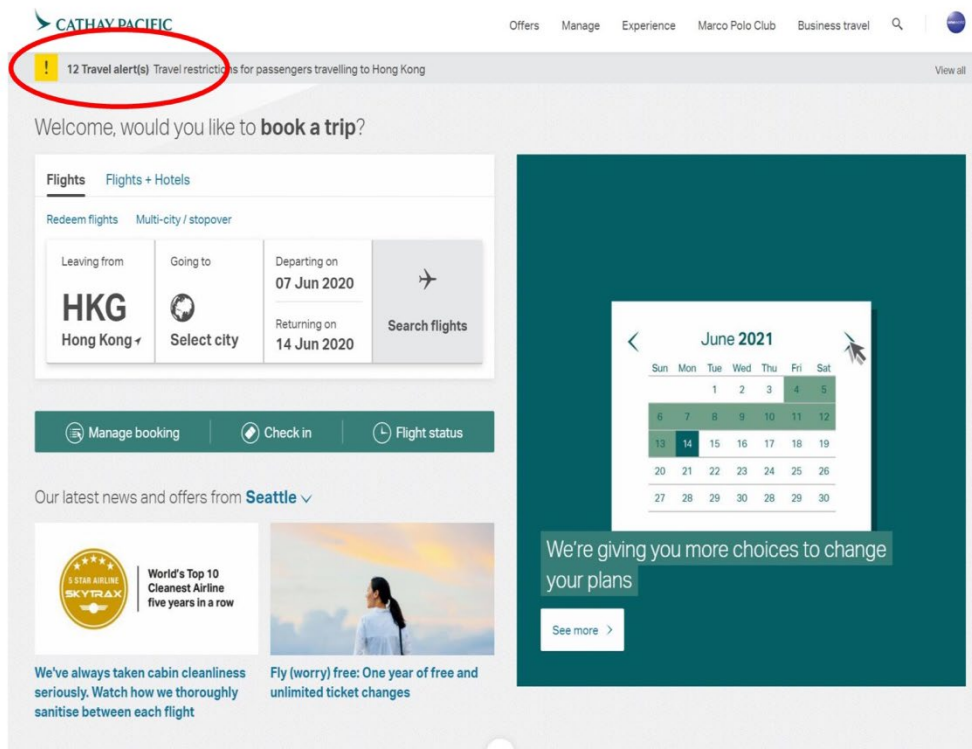 CATHAY PACIFIC
Offers Manage Experience Marco Polo Club Business travel
! 12 Travel alert(s) Travel restrictions for passengers travelling to Hong Kong View all
Welcome, would you like to book a trip?
Flights Flights + Hotels
Redeem flights Multi-city / stopover
Leaving from
HKG
Hong Kong
Going to
Select city
Departing on
07 Jun 2020
Returning on
14 Jun 2020
Search flights
Manage booking Check in Flight status
Our latest news and offers from Seattle
5 STAR AIRLINE
SKYTRAX
World's Top 10
Cleanest Airline
five years in a row
We've always taken cabin cleanliness
seriously. Watch how we thoroughly
sanitise between each flight
Fly (worry) free: One year of free and
unlimited ticket changes
June 2021
Sun Mon Tue Wed Thu Fri Sat
1 2 3 4 5
6 7 8 9 10 11 12
13 14 15 16 17 18 19
20 21 22 23 24 25 26
27 28 29 30 28 29 30
We're giving you more choices to change
your plans
See more >